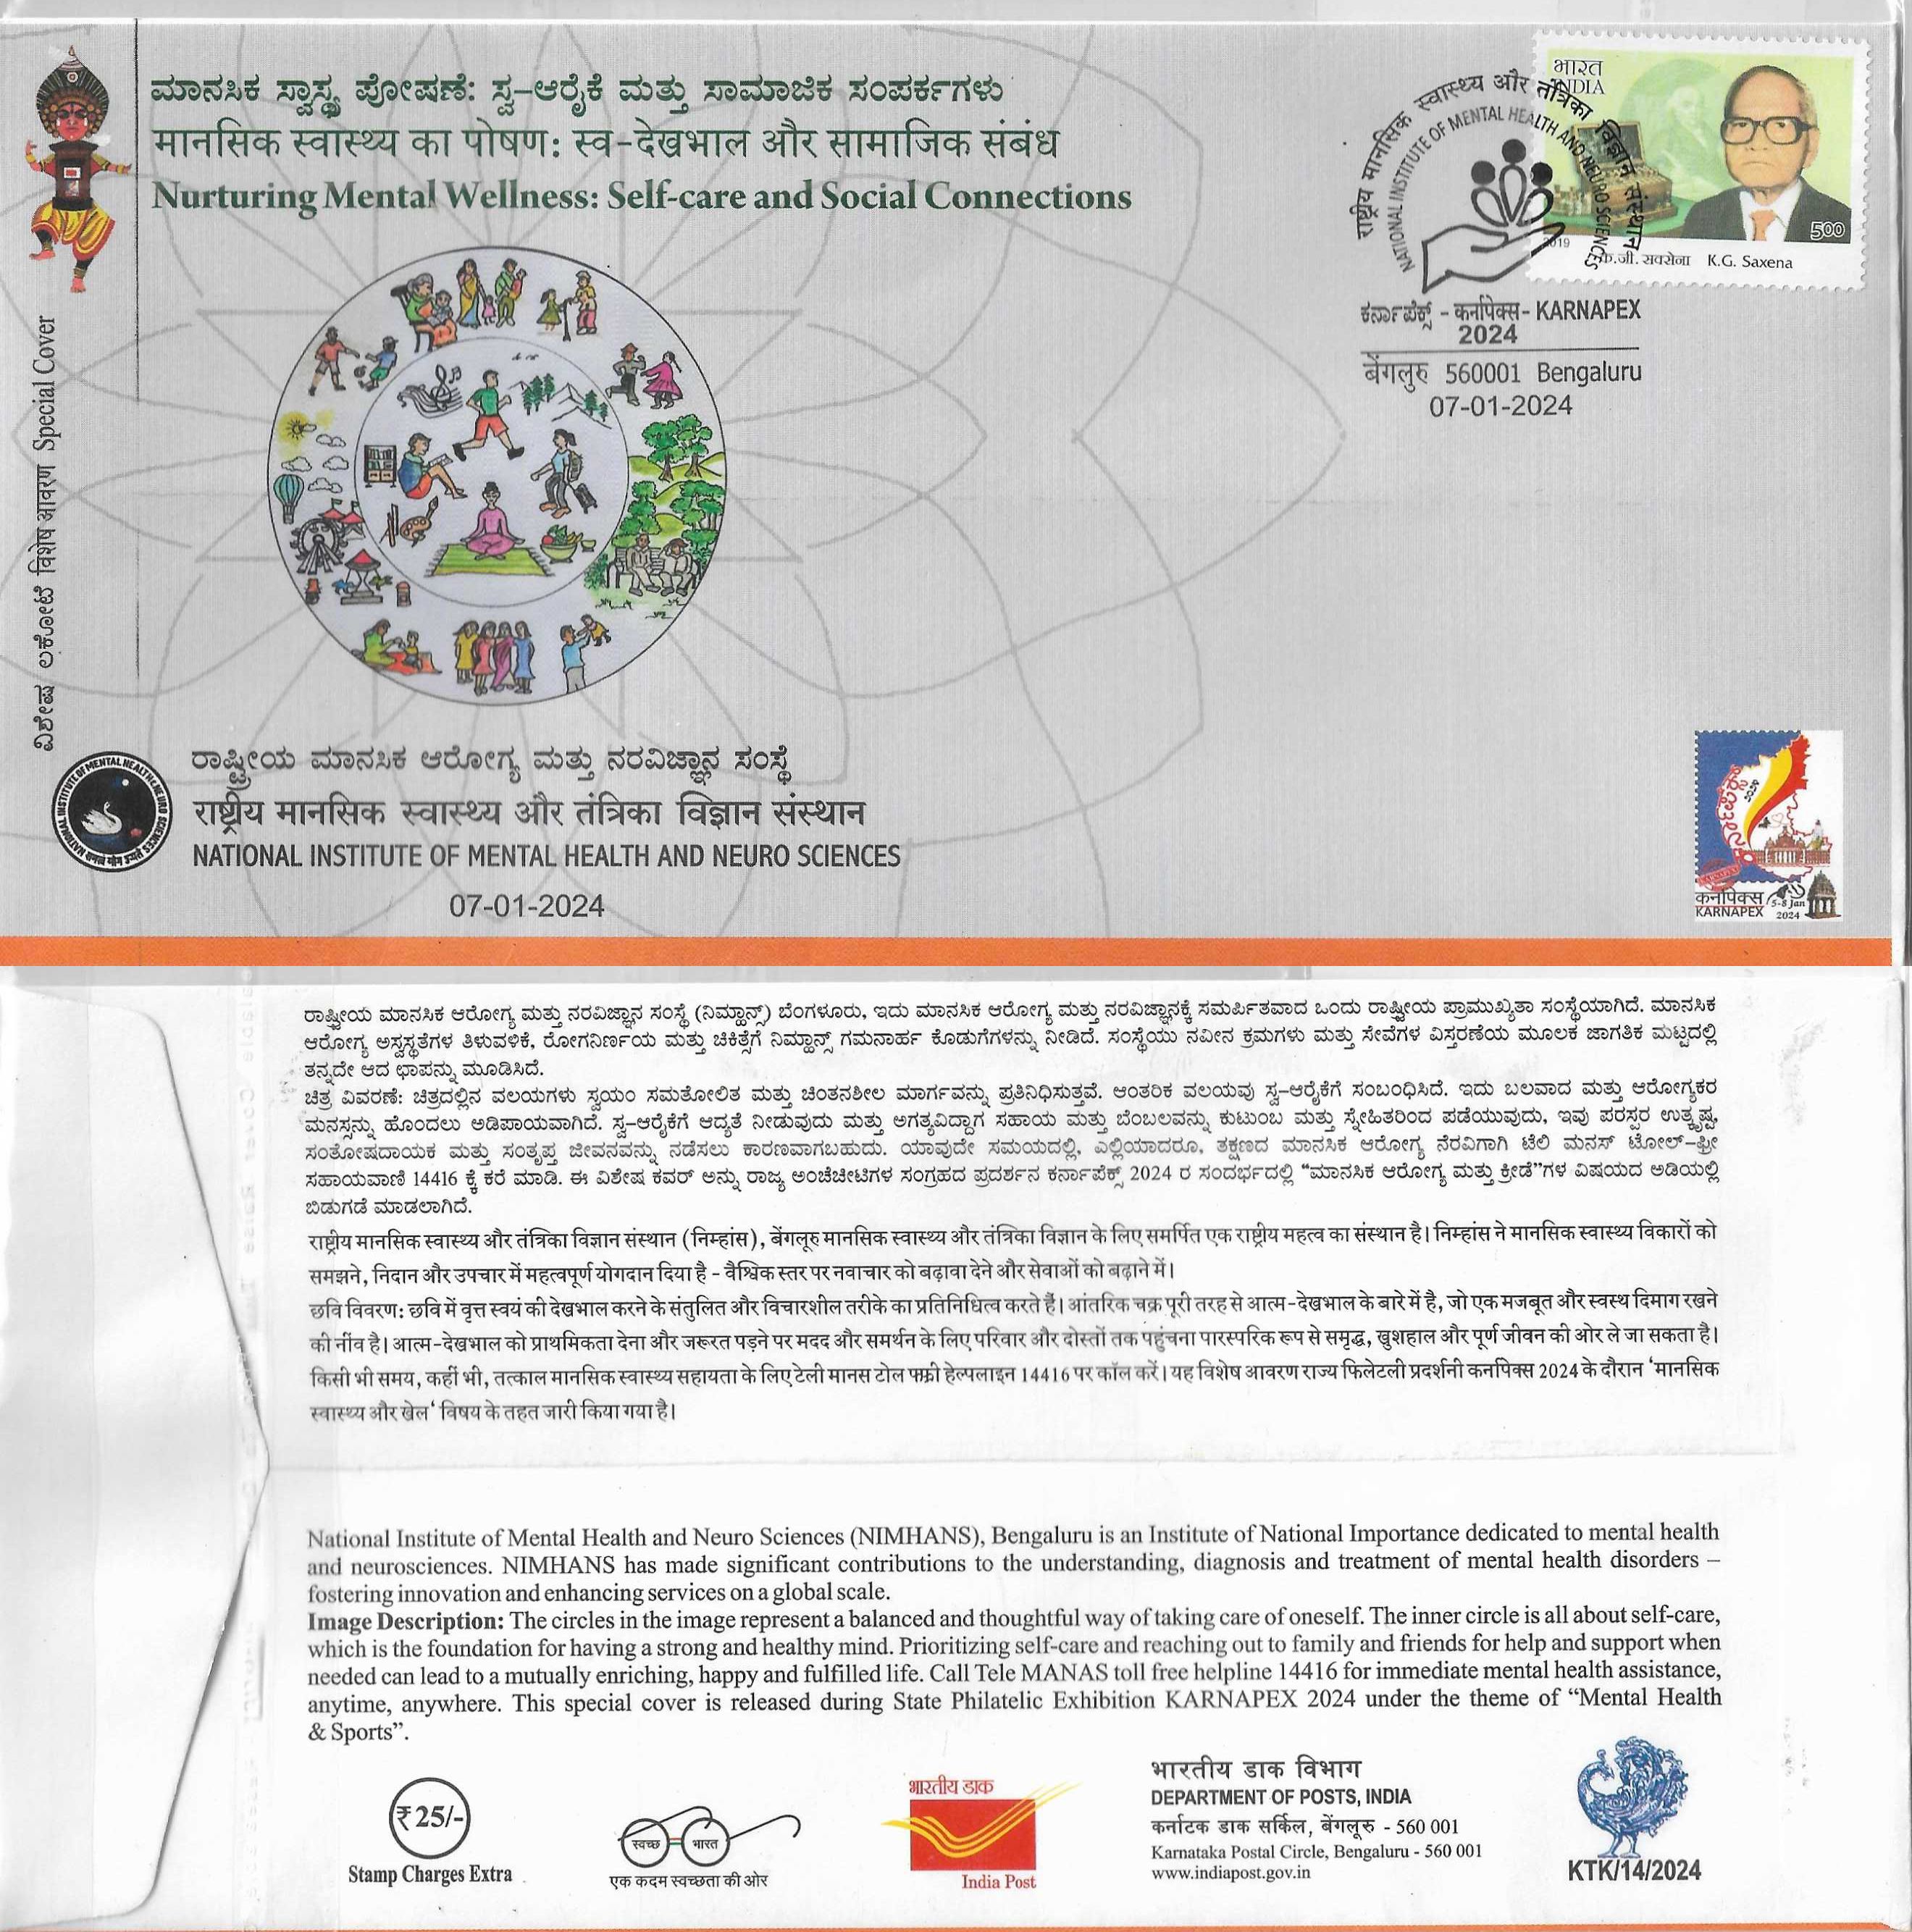 ಮಾನಸಿಕ ಸ್ವಾಸ್ಥ್ಯ ಪೋಷಣೆ: ಸ್ವ-ಆರೈಕೆ ಮತ್ತು ಸಾಮಾಜಿಕ ಸಂಪರ್ಕಗಳು
मानसिक स्वास्थ्य का पोषण: स्व-देखभाल और सामाजिक संबंध
Nurturing Mental Wellness: Self-care and Social Connections
ವಿಶೇಷ ಲಕೋಟೆ विशेष आवरण Special Cover
भारत
INDIA
2019
500
के.जी. सक्सेना K.G. Saxena
राष्ट्रीय मानसिक स्वास्थ्य और तंत्रिका विज्ञान संस्थान
NATIONAL INSTITUTE OF MENTAL HEALTH AND NEURO SCIENCES
ಕರ್ನಾಪೆಕ್ಸ್ - कर्नापेक्स- KARNAPEX
2024
बेंगलुरु 560001 Bengaluru
07-01-2024
ರಾಷ್ಟ್ರೀಯ ಮಾನಸಿಕ ಆರೋಗ್ಯ ಮತ್ತು ನರವಿಜ್ಞಾನ ಸಂಸ್ಥೆ
राष्ट्रीय मानसिक स्वास्थ्य और तंत्रिका विज्ञान संस्थान
NATIONAL INSTITUTE OF MENTAL HEALTH AND NEURO SCIENCES
07-01-2024
कर्नापेक्स 5-8 Jan
KARNAPEX 2024
ರಾಷ್ಟ್ರೀಯ ಮಾನಸಿಕ ಆರೋಗ್ಯ ಮತ್ತು ನರವಿಜ್ಞಾನ ಸಂಸ್ಥೆ (ನಿಮ್ಹಾನ್ಸ್) ಬೆಂಗಳೂರು, ಇದು ಮಾನಸಿಕ ಆರೋಗ್ಯ ಮತ್ತು ನರವಿಜ್ಞಾನಕ್ಕೆ ಸಮರ್ಪಿತವಾದ ಒಂದು ರಾಷ್ಟ್ರೀಯ ಪ್ರಾಮುಖ್ಯತಾ ಸಂಸ್ಥೆಯಾಗಿದೆ. ಮಾನಸಿಕ
ಆರೋಗ್ಯ ಅಸ್ವಸ್ಥತೆಗಳ ತಿಳುವಳಿಕೆ, ರೋಗನಿರ್ಣಯ ಮತ್ತು ಚಿಕಿತ್ಸೆಗೆ ನಿಮ್ಹಾನ್ಸ್ ಗಮನಾರ್ಹ ಕೊಡುಗೆಗಳನ್ನು ನೀಡಿದೆ. ಸಂಸ್ಥೆಯು ನವೀನ ಕ್ರಮಗಳು ಮತ್ತು ಸೇವೆಗಳ ವಿಸ್ತರಣೆಯ ಮೂಲಕ ಜಾಗತಿಕ ಮಟ್ಟದಲ್ಲಿ
ತನ್ನದೇ ಆದ ಛಾಪನ್ನು ಮೂಡಿಸಿದೆ.
ಚಿತ್ರ ವಿವರಣೆ: ಚಿತ್ರದಲ್ಲಿನ ವಲಯಗಳು ಸ್ವಯಂ ಸಮತೋಲಿತ ಮತ್ತು ಚಿಂತನಶೀಲ ಮಾರ್ಗವನ್ನು ಪ್ರತಿನಿಧಿಸುತ್ತವೆ. ಆಂತರಿಕ ವಲಯವು ಸ್ವ-ಆರೈಕೆಗೆ ಸಂಬಂಧಿಸಿದೆ. ಇದು ಬಲವಾದ ಮತ್ತು ಆರೋಗ್ಯಕರ
ಮನಸ್ಸನ್ನು ಹೊಂದಲು ಅಡಿಪಾಯವಾಗಿದೆ. ಸ್ವ-ಆರೈಕೆಗೆ ಆದ್ಯತೆ ನೀಡುವುದು ಮತ್ತು ಅಗತ್ಯವಿದ್ದಾಗ ಸಹಾಯ ಮತ್ತು ಬೆಂಬಲವನ್ನು ಕುಟುಂಬ ಮತ್ತು ಸ್ನೇಹಿತರಿಂದ ಪಡೆಯುವುದು, ಇವು ಪರಸ್ಪರ ಉತ್ಕೃಷ್ಟ,
ಸಂತೋಷದಾಯಕ ಮತ್ತು ಸಂತೃಪ್ತ ಜೀವನವನ್ನು ನಡೆಸಲು ಕಾರಣವಾಗಬಹುದು. ಯಾವುದೇ ಸಮಯದಲ್ಲಿ, ಎಲ್ಲಿಯಾದರೂ, ತಕ್ಷಣದ ಮಾನಸಿಕ ಆರೋಗ್ಯ ನೆರವಿಗಾಗಿ ಟೆಲಿ ಮನಸ್ ಟೋಲ್-ಫ್ರೀ
ಸಹಾಯವಾಣಿ 14416 ಕ್ಕೆ ಕರೆ ಮಾಡಿ. ಈ ವಿಶೇಷ ಕವರ್ ಅನ್ನು ರಾಜ್ಯ ಅಂಚೆಚೀಟಿಗಳ ಸಂಗ್ರಹದ ಪ್ರದರ್ಶನ ಕರ್ನಾಪೆಕ್ಸ್ 2024 ರ ಸಂದರ್ಭದಲ್ಲಿ “ಮಾನಸಿಕ ಆರೋಗ್ಯ ಮತ್ತು ಕ್ರೀಡೆ”ಗಳ ವಿಷಯದ ಅಡಿಯಲ್ಲಿ
ಬಿಡುಗಡೆ ಮಾಡಲಾಗಿದೆ.
राष्ट्रीय मानसिक स्वास्थ्य और तंत्रिका विज्ञान संस्थान (निम्हांस), बेंगलूरु मानसिक स्वास्थ्य और तंत्रिका विज्ञान के लिए समर्पित एक राष्ट्रीय महत्व का संस्थान है। निम्हांस ने मानसिक स्वास्थ्य विकारों को
समझने, निदान और उपचार में महत्वपूर्ण योगदान दिया है - वैश्विक स्तर पर नवाचार को बढ़ावा देने और सेवाओं को बढ़ाने में।
छवि विवरण: छवि में वृत्त स्वयं की देखभाल करने के संतुलित और विचारशील तरीके का प्रतिनिधित्व करते हैं। आंतरिक चक्र पूरी तरह से आत्म-देखभाल के बारे में है, जो एक मजबूत और स्वस्थ दिमाग रखने
की नींव है। आत्म-देखभाल को प्राथमिकता देना और जरूरत पड़ने पर मदद और समर्थन के लिए परिवार और दोस्तों तक पहुंचना पारस्परिक रूप से समृद्ध, खुशहाल और पूर्ण जीवन की ओर ले जा सकता है।
किसी भी समय, कहीं भी, तत्काल मानसिक स्वास्थ्य सहायता के लिए टेली मानस टोल फ्री हेल्पलाइन 14416 पर कॉल करें। यह विशेष आवरण राज्य फिलेटली प्रदर्शनी कर्नापेक्स 2024 के दौरान 'मानसिक
स्वास्थ्य और खेल' विषय के तहत जारी किया गया है।
National Institute of Mental Health and Neuro Sciences (NIMHANS), Bengaluru is an Institute of National Importance dedicated to mental health
and neurosciences. NIMHANS has made significant contributions to the understanding, diagnosis and treatment of mental health disorders –
fostering innovation and enhancing services on a global scale.
Image Description: The circles in the image represent a balanced and thoughtful way of taking care of oneself. The inner circle is all about self-care,
which is the foundation for having a strong and healthy mind. Prioritizing self-care and reaching out to family and friends for help and support when
needed can lead to a mutually enriching, happy and fulfilled life. Call Tele MANAS toll free helpline 14416 for immediate mental health assistance,
anytime, anywhere. This special cover is released during State Philatelic Exhibition KARNAPEX 2024 under the theme of “Mental Health
& Sports”.
₹25/-
Stamp Charges Extra
स्वच्छ भारत
एक कदम स्वच्छता की ओर
भारतीय डाक
India Post
भारतीय डाक विभाग
DEPARTMENT OF POSTS, INDIA
कर्नाटक डाक सर्किल, बेंगलूरु - 560 001
Karnataka Postal Circle, Bengaluru - 560 001
www.indiapost.gov.in
KTK/14/2024